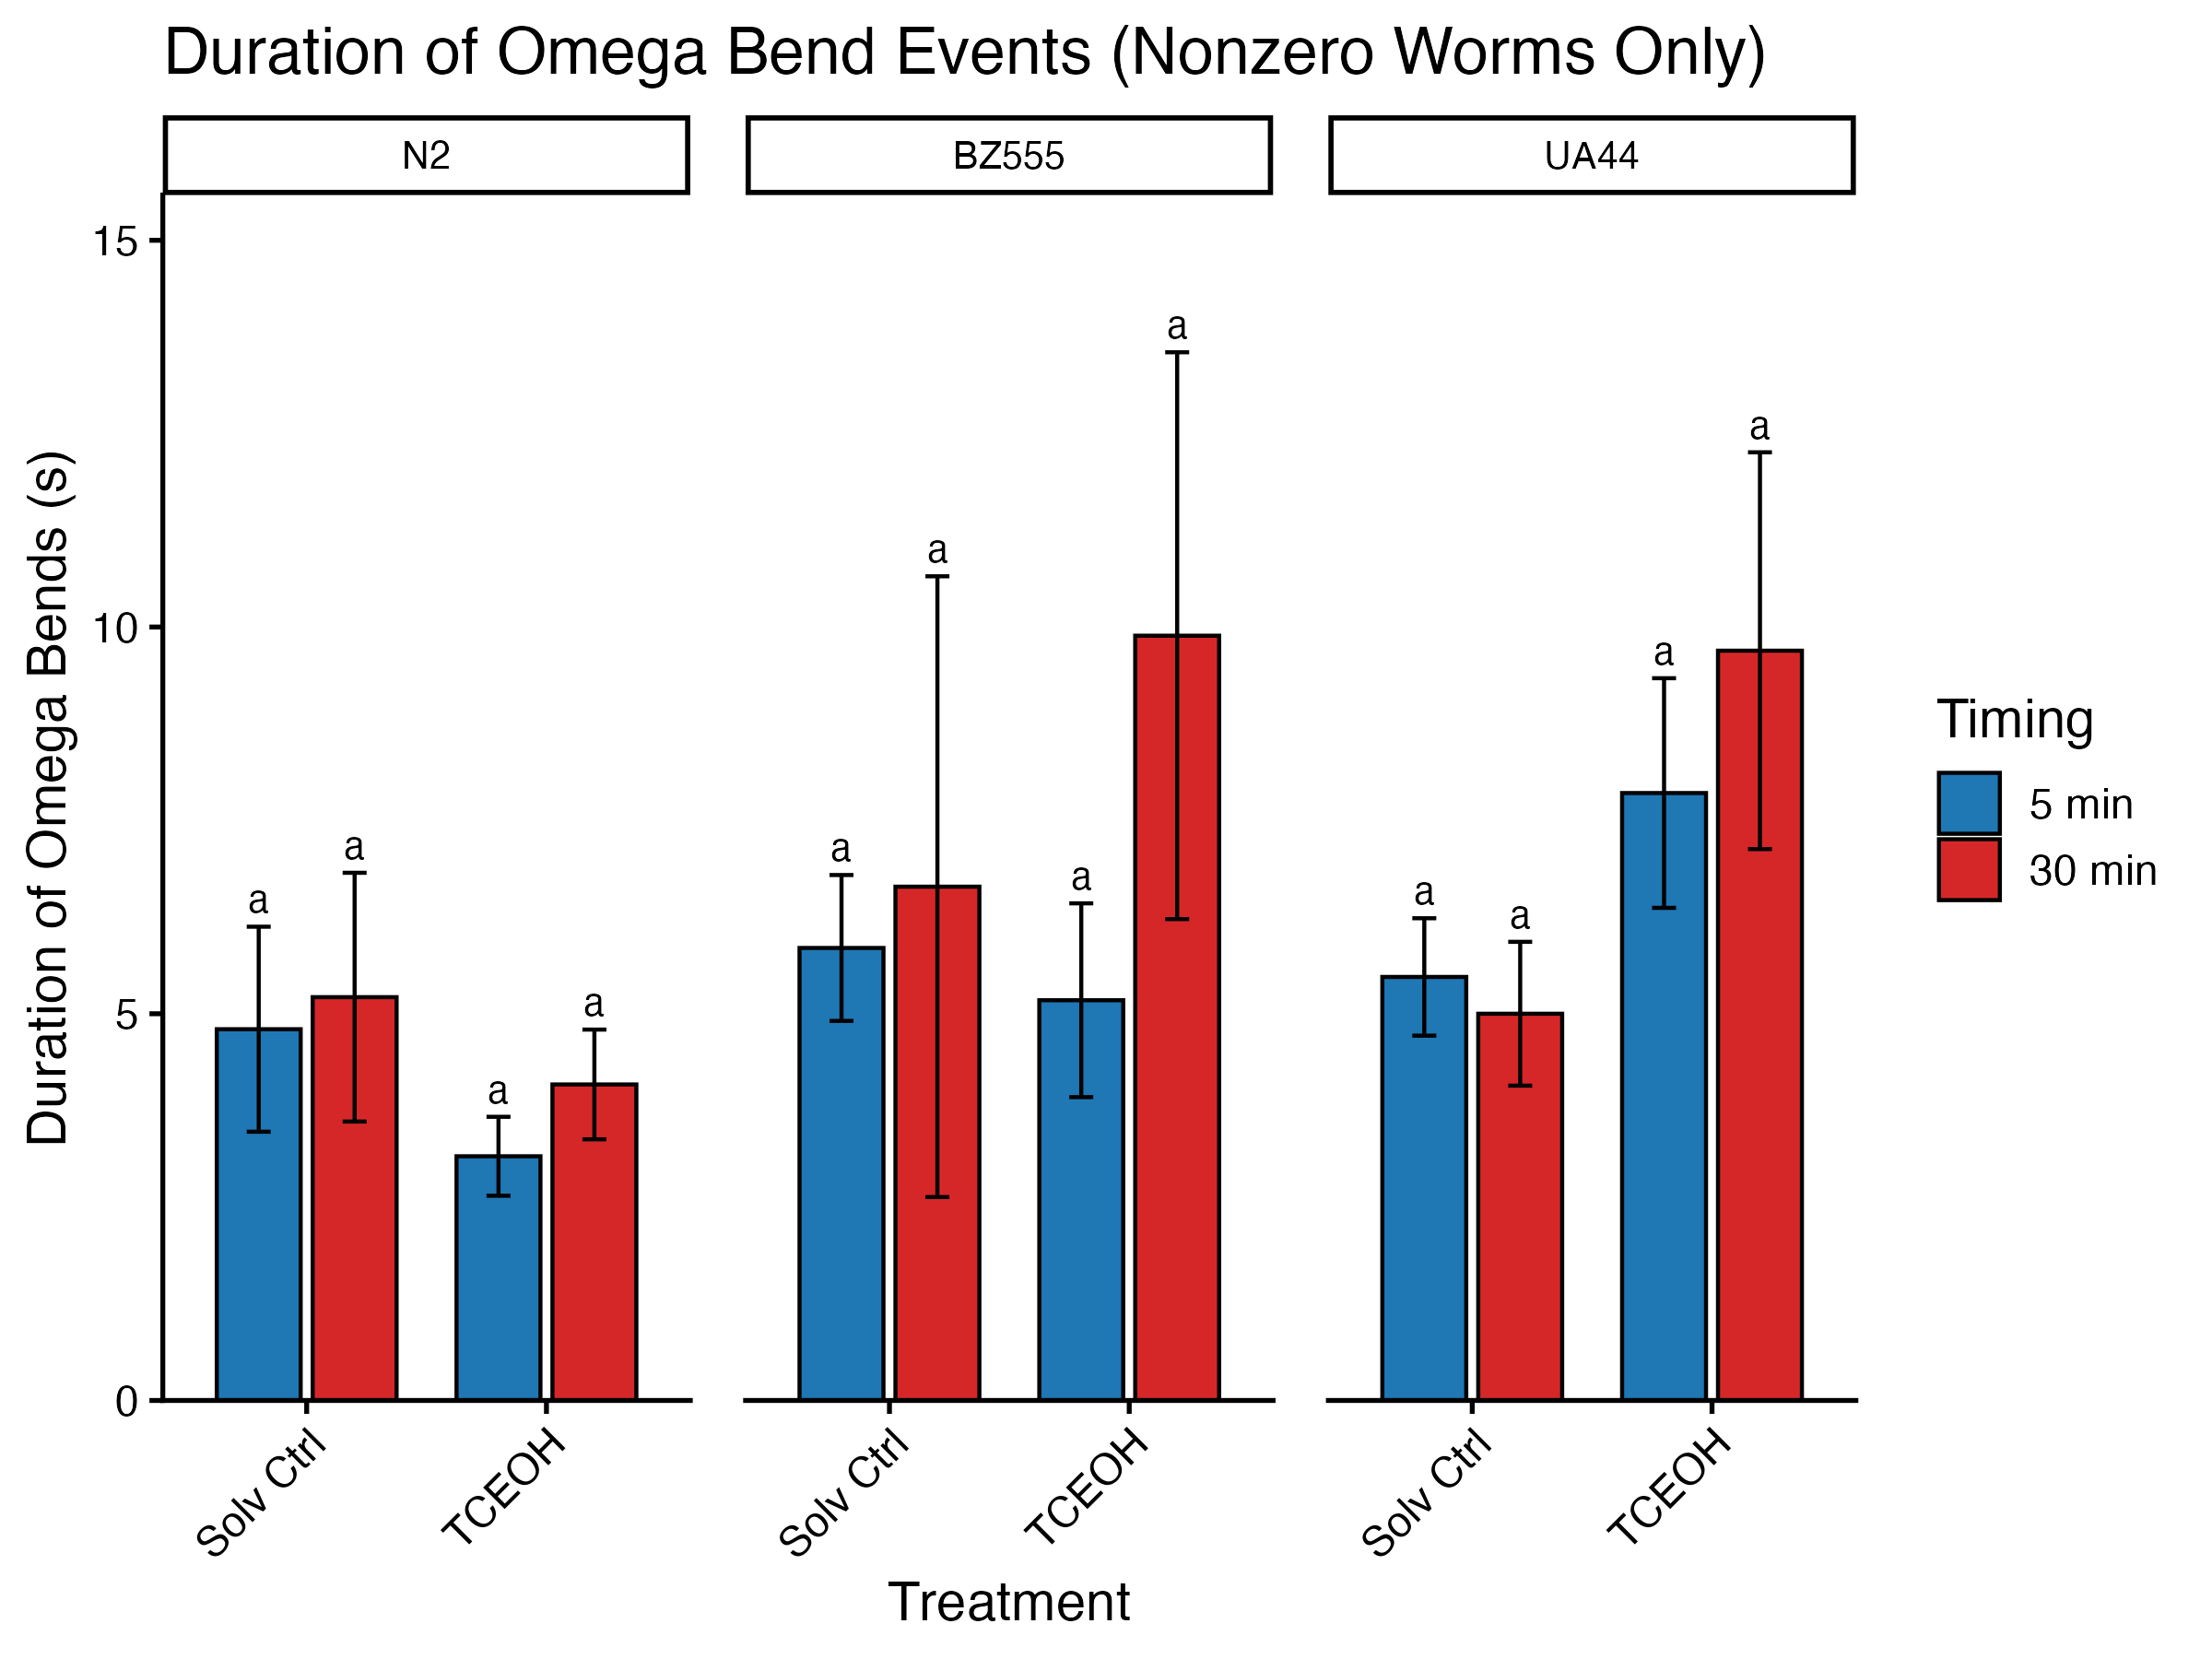 Duration of Omega Bend Events (Nonzero Worms Only)
N2
BZ555
UA44
Duration of Omega Bends (s)
15
10
5
0
a
a
a
a
a
a
a
a
a
a
a
a
Solv Ctrl
TCEOH
Solv Ctrl
TCEOH
Solv Ctrl
TCEOH
Treatment
Timing
5 min
30 min